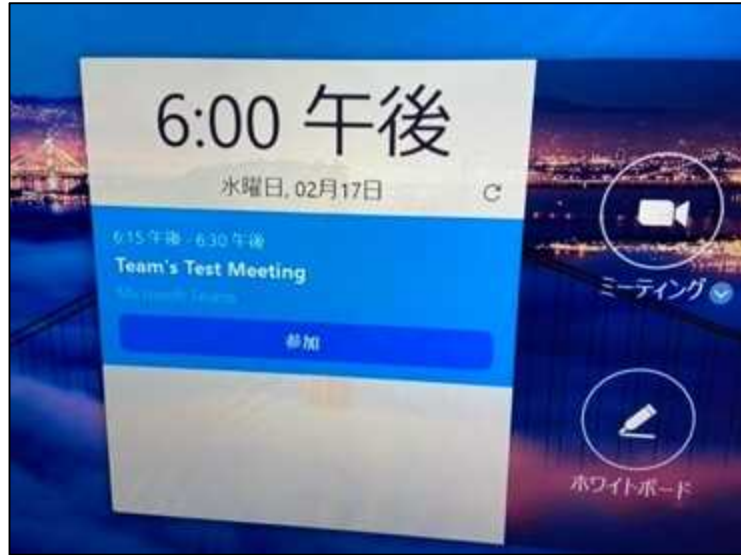 6:00 午後
水曜日, 02月17日
6:15 午後 - 6:30 午後
Team's Test Meeting
Microsoft Teams
参加
ミーティング
ホワイトボード